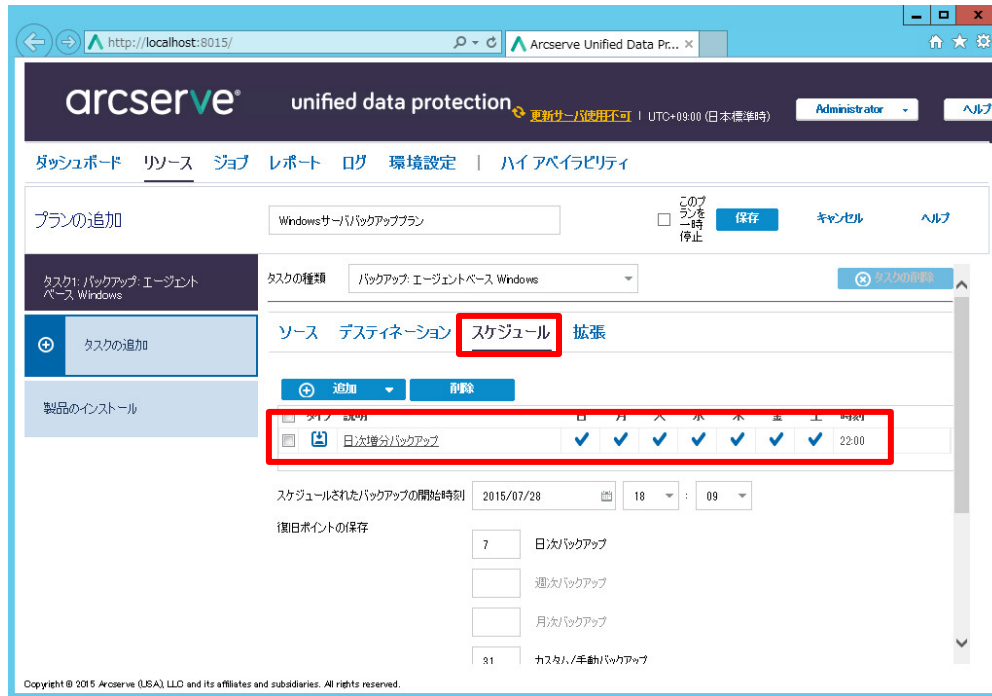 http://localhost:8015/
Arcserve Unified Data Pr... ×
arcserve® unified data protection 更新サーバ使用不可 | UTC+09:00 (日本標準時) Administrator ヘルプ
ダッシュボード リソース ジョブ レポート ログ 環境設定 | ハイ アベイラビリティ
プランの追加
Windowsサーババックアッププラン
このプランを一時停止
保存 キャンセル ヘルプ
タスク1: バックアップ: エージェントベース Windows
タスクの追加
製品のインストール
タスクの種類 バックアップ: エージェントベース Windows
タスクの削除
ソース デスティネーション スケジュール 拡張
追加 削除
タイプ 説明 日 月 火 水 木 金 土 時刻
日次増分バックアップ 22:00
スケジュールされたバックアップの開始時刻 2015/07/28 18 : 09
復旧ポイントの保存
7 日次バックアップ
週次バックアップ
月次バックアップ
31 カスタム/手動バックアップ
Copyright © 2015 Arcserve (USA), LLC and its affiliates and subsidiaries. All rights reserved.